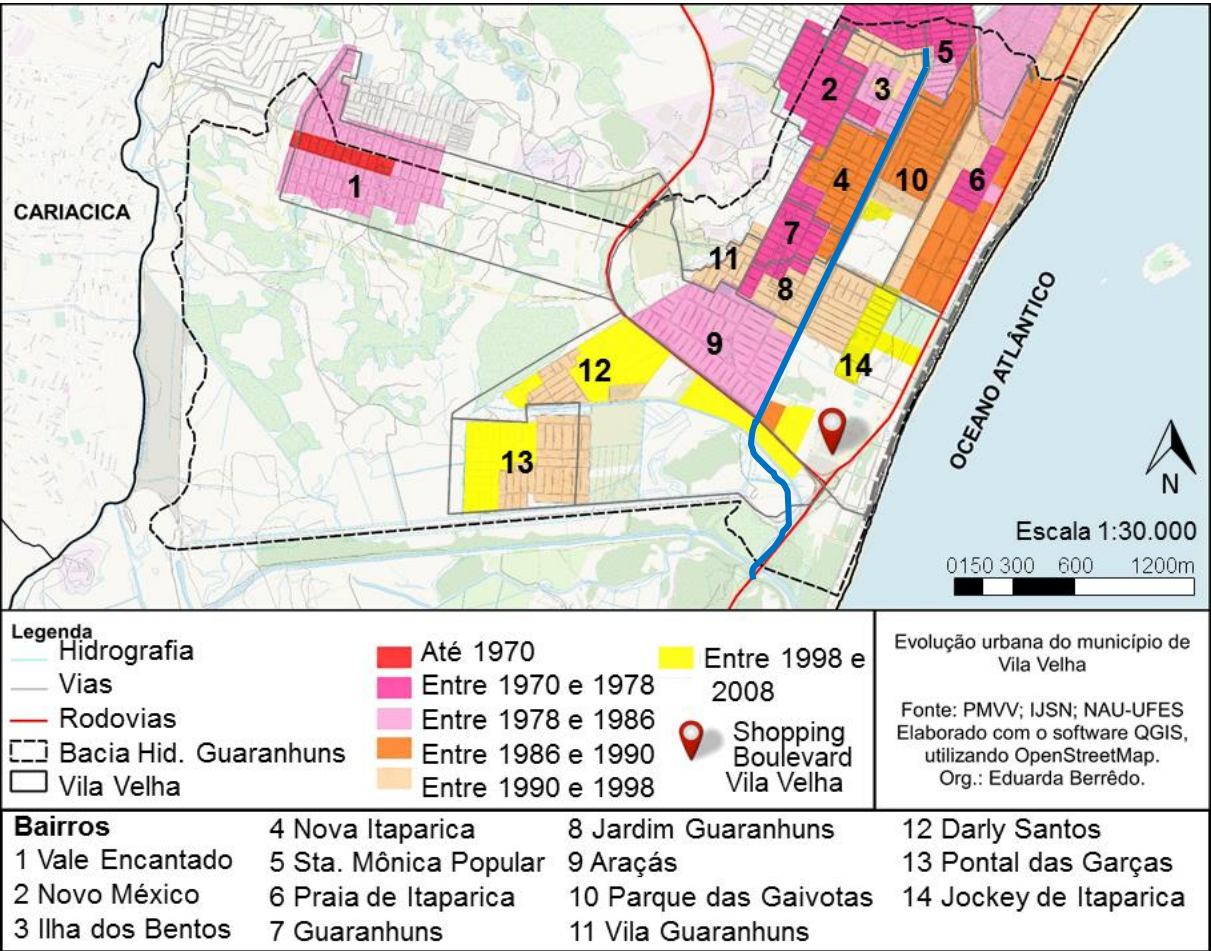 5
2
3
4
10
6
1
7
11
8
9
14
12
13
CARIACICA
OCEANO ATLÂNTICO
N
Escala 1:30.000
0150 300 600 1200m
Legenda
Hidrografia
Vias
Rodovias
Bacia Hid. Guaranhuns
Vila Velha
Até 1970
Entre 1970 e 1978
Entre 1978 e 1986
Entre 1986 e 1990
Entre 1990 e 1998
Entre 1998 e
2008
Shopping
Boulevard
Vila Velha
Evolução urbana do município de
Vila Velha
Fonte: PMVV; IJSN; NAU-UFES
Elaborado com o software QGIS,
utilizando OpenStreetMap.
Org.: Eduarda Berrêdo.
Bairros
1 Vale Encantado
2 Novo México
3 Ilha dos Bentos
4 Nova Itaparica
5 Sta. Mônica Popular
6 Praia de Itaparica
7 Guaranhuns
8 Jardim Guaranhuns
9 Araçás
10 Parque das Gaivotas
11 Vila Guaranhuns
12 Darly Santos
13 Pontal das Garças
14 Jockey de Itaparica